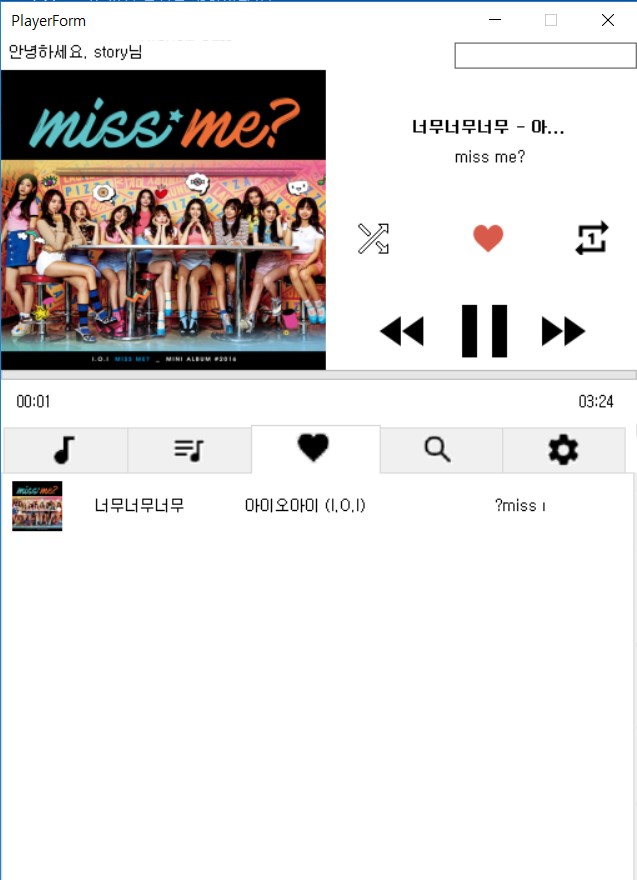 PlayerForm
안녕하세요, story님
miss me?
I.O.I MISS ME? _ MINI ALBUM #2016
너무너무너무 - 아...
miss me?
1
00:01
03:24
너무너무너무 아이오아이 (I.O.I) ?miss ı